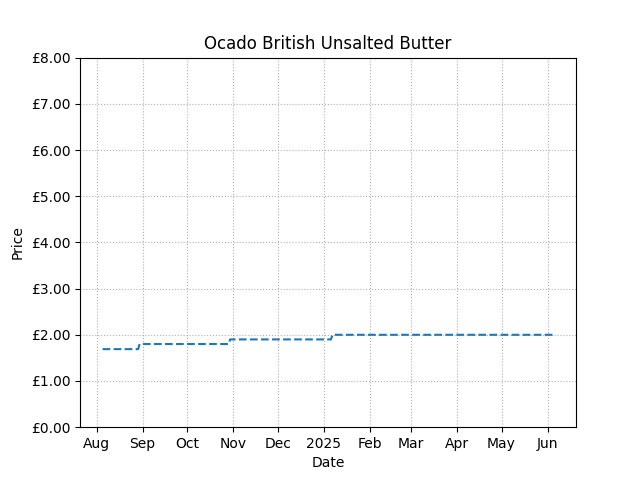 Ocado British Unsalted Butter
£8.00
£7.00
£6.00
£5.00
£4.00
£3.00
£2.00
£1.00
£0.00
Price
Aug Sep Oct Nov Dec 2025 Feb Mar Apr May Jun
Date